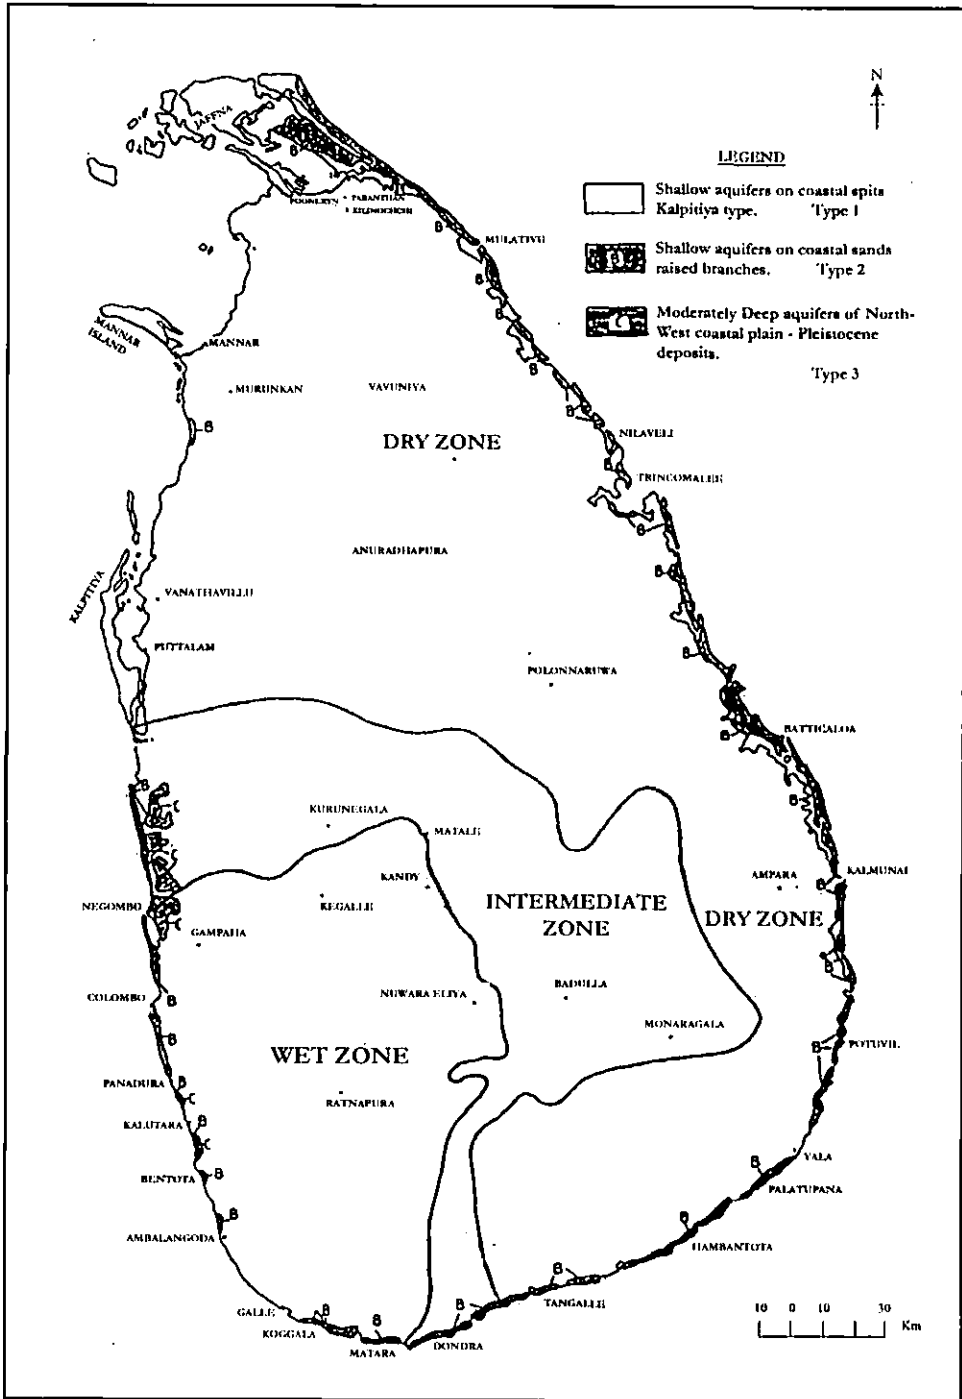 N
LEGEND
Shallow aquifers on coastal spits
Kalpitiya type. Type 1
B
Shallow aquifers on coastal sands
raised branches. Type 2
Moderately Deep aquifers of North-
West coastal plain - Pleistocene
deposits.
Type 3
JAFFNA
B
POONERYN
PARANTHAN
KILINOCHCHI
B
MULATIVU
B
B
B
MANNAR
ISLAND
MANNAR
MURUNKAN
VAVUNIYA
B
B
DRY ZONE
NILAVELI
B
TRINCOMALEE
B
ANURADHAPURA
B
KALPITIYA
VANATHAVILLU
PUTTALAM
B
POLONNARUWA
BATTICALOA
B
B
C
B
KURUNEGALA
MATALE
C
KANDY
AMPARA
KALMUNAI
B
KEGALLE
INTERMEDIATE
ZONE
DRY ZONE
NEGOMBO
C
GAMPAHA
B
COLOMBO
B
NUWARA ELIYA
BADULLA
MONARAGALA
B
POTUVIL
B
WET ZONE
PANADURA
B
C
RATNAPURA
KALUTARA
B
C
YALA
BENTOTA
B
B
PALATUPANA
AMBALANGODA
B
B
HAMBANTOTA
B
TANGALLE
GALLE
B
KOGGALA
B
MATARA
B
DONDRA
10 0 10 30
Km